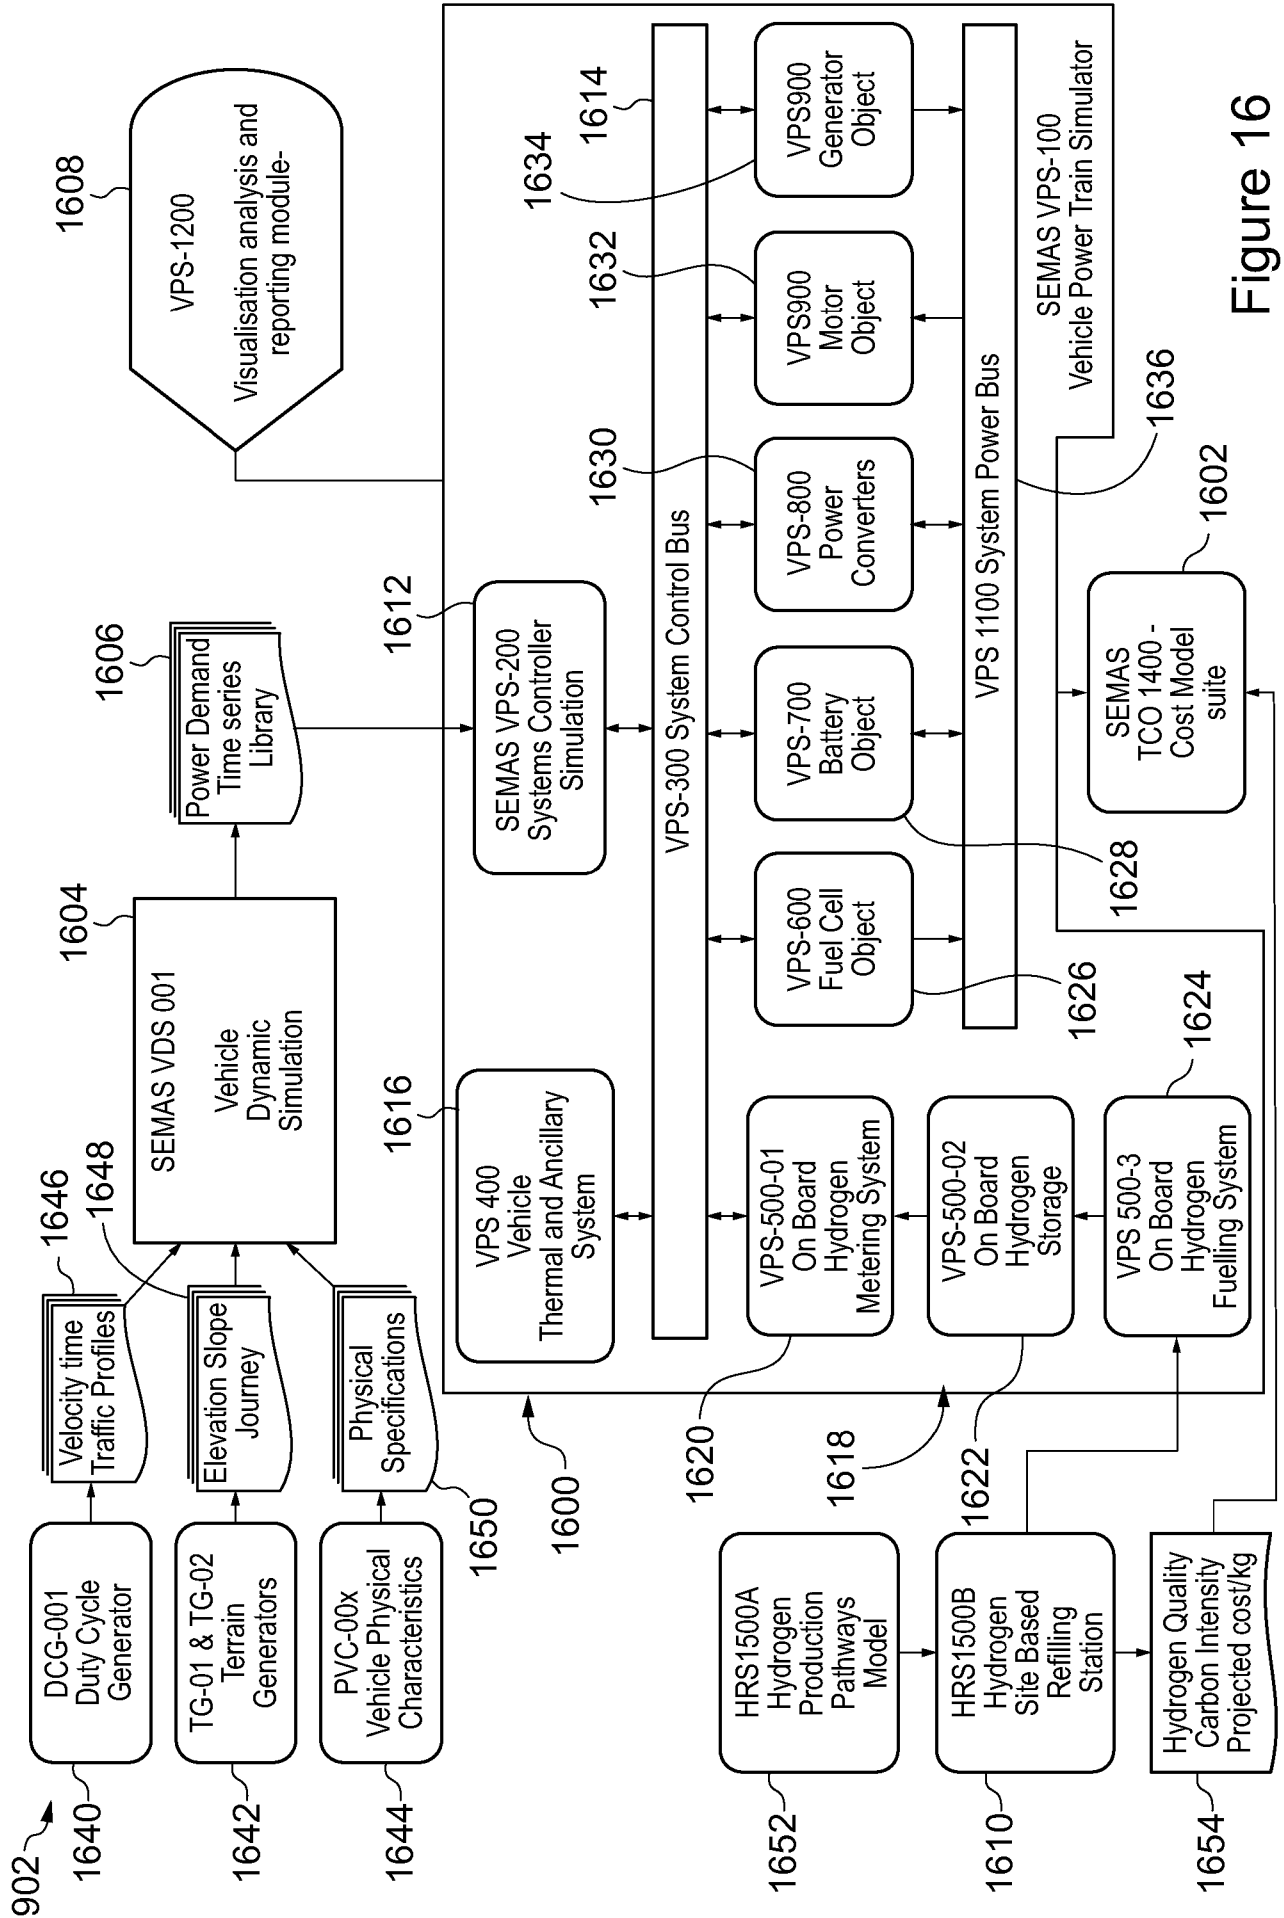 902
1640
DCG-001
Duty Cycle
Generator
1646
Velocity time
Traffic Profiles
1642
TG-01 & TG-02
Terrain
Generators
1648
Elevation Slope
Journey
1644
PVC-00x
Vehicle Physical
Characteristics
1650
Physical
Specifications
1604
SEMAS VDS 001
Vehicle
Dynamic
Simulation
1606
Power Demand
Time series
Library
1608
VPS-1200
Visualisation analysis and
reporting module-
1600
1616
VPS 400
Vehicle
Thermal and Ancillary
System
1612
SEMAS VPS-200
Systems Controller
Simulation
1614
VPS-300 System Control Bus
1618
1620
VPS-500-01
On Board
Hydrogen
Metering System
1622
VPS-500-02
On Board
Hydrogen
Storage
1624
VPS 500-3
On Board
Hydrogen
Fuelling System
1626
VPS-600
Fuel Cell
Object
1628
VPS-700
Battery
Object
1630
VPS-800
Power
Converters
1632
VPS900
Motor
Object
1634
VPS900
Generator
Object
VPS 1100 System Power Bus
1636
SEMAS VPS-100
Vehicle Power Train Simulator
1602
SEMAS
TCO 1400 -
Cost Model
suite
1652
HRS1500A
Hydrogen
Production
Pathways
Model
1610
HRS1500B
Hydrogen
Site Based
Refilling
Station
1654
Hydrogen Quality
Carbon Intensity
Projected cost/kg
Figure 16